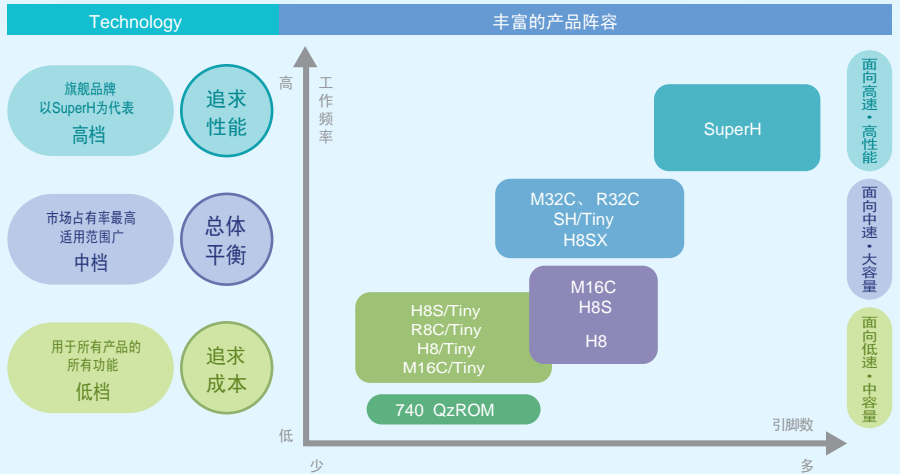 Technology
丰富的产品阵容
旗舰品牌
以SuperH为代表
高档
追求
性能
市场占有率最高
适用范围广
中档
总体
平衡
用于所有产品的
所有功能
低档
追求
成本
高
工作频率
低
少
引脚数
多
SuperH
M32C、R32C
SH/Tiny
H8SX
M16C
H8S
H8
H8S/Tiny
R8C/Tiny
H8/Tiny
M16C/Tiny
740 QzROM
面向高速·高性能
面向中速·大容量
面向低速·中容量